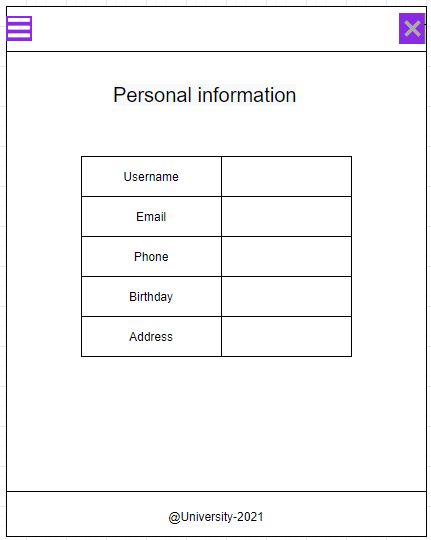 Personal information
Username
Email
Phone
Birthday
Address
@University-2021